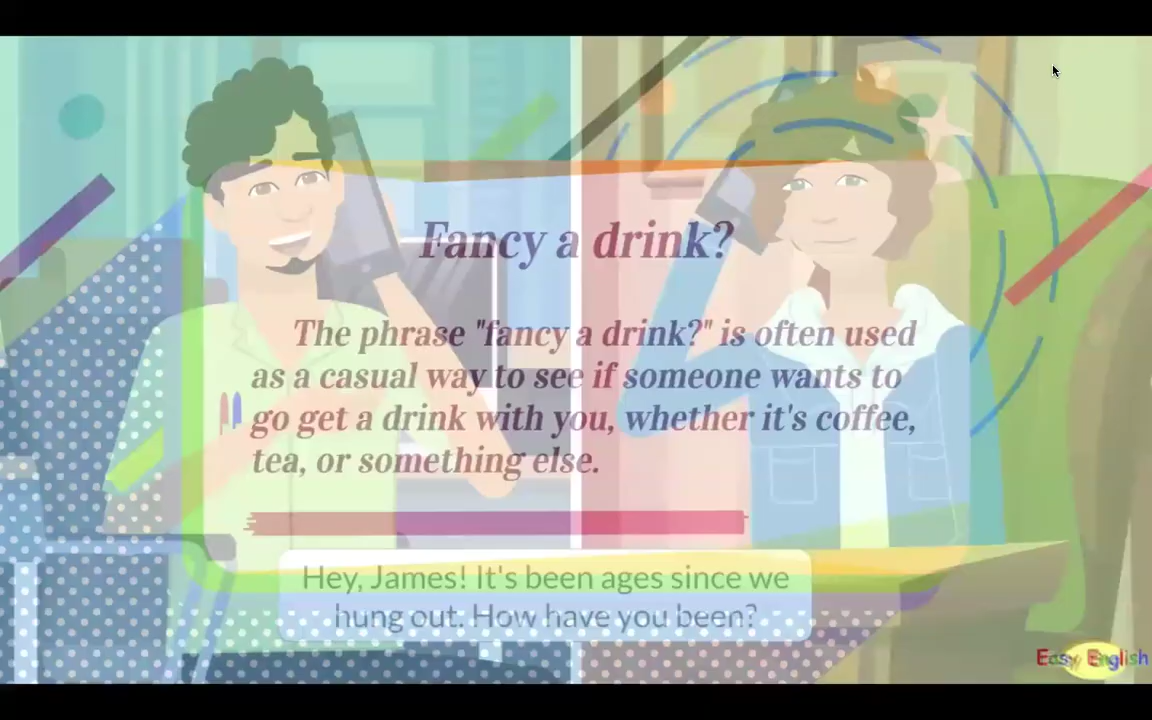 Fancy a drink?
The phrase "fancy a drink?" is often used
as a casual way to see if someone wants to
go get a drink with you, whether it's coffee,
tea, or something else.
Hey, James! It's been ages since we
hung out. How have you been?
Easy English